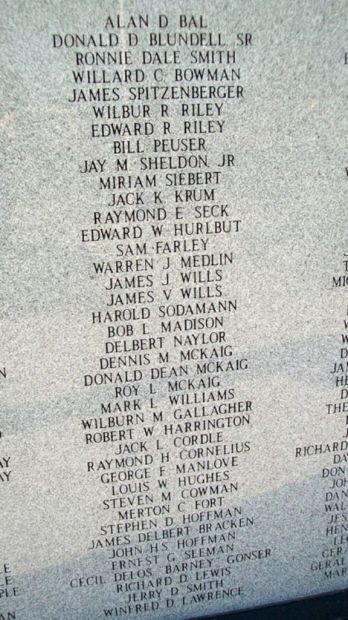 ALAN D BAL
DONALD D BLUNDELL SR
RONNIE DALE SMITH
WILLARD C BOWMAN
JAMES SPITZENBERGER
WILBUR R RILEY
EDWARD R RILEY
BILL PEUSER
JAY M SHELDON JR
MIRIAM SIEBERT
JACK K KRUM
RAYMOND E SECK
EDWARD W HURLBUT
SAM FARLEY
WARREN J MEDLIN
JAMES J WILLS
JAMES V WILLS
HAROLD SODAMANN
BOB L MADISON
DELBERT NAYLOR
DENNIS M MCKAIG
DONALD DEAN MCKAIG
ROY L MCKAIG
MARK L WILLIAMS
WILBURN M GALLAGHER
ROBERT W HARRINGTON
JACK L CORDLE
RAYMOND H CORNELIUS
GEORGE F MANLOVE
LOUIS W HUGHES
STEVEN M COWMAN
MERTON C FORT
STEPHEN D HOFFMAN
JAMES DELBERT BRACKEN
JOHN H S HOFFMAN
ERNEST G SEEMAN
CECIL DELOS "BARNEY" GONSER
RICHARD D LEWIS
JERRY D SMITH
WINFRED D LAWRENCE